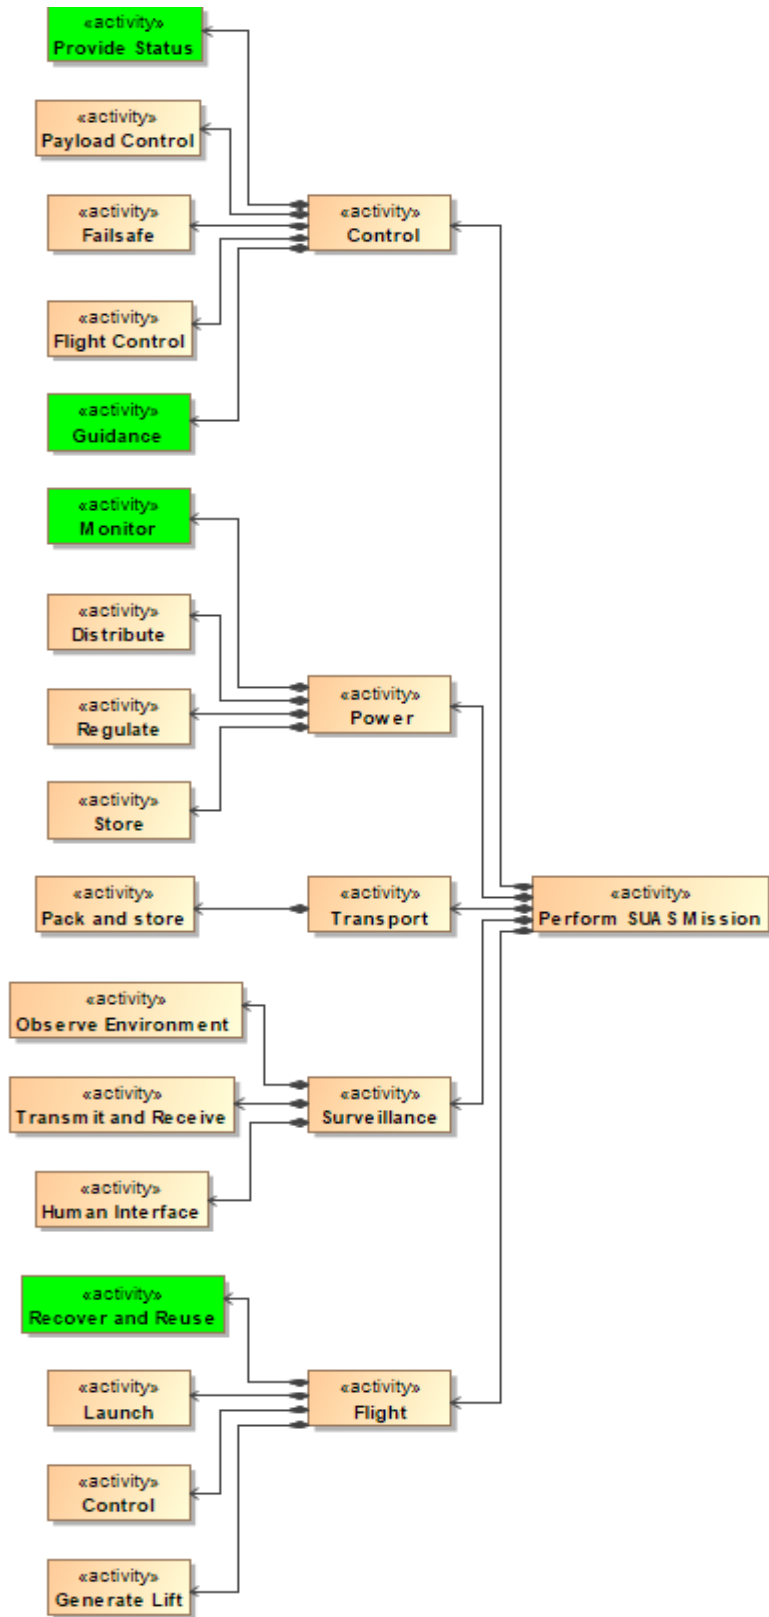 «activity»
Provide Status
«activity»
Payload Control
«activity»
Failsafe
«activity»
Control
«activity»
Flight Control
«activity»
Guidance
«activity»
Monitor
«activity»
Distribute
«activity»
Power
«activity»
Regulate
«activity»
Store
«activity»
Pack and store
«activity»
Transport
«activity»
Perform SUAS Mission
«activity»
Observe Environment
«activity»
Transmit and Receive
«activity»
Surveillance
«activity»
Human Interface
«activity»
Recover and Reuse
«activity»
Launch
«activity»
Flight
«activity»
Control
«activity»
Generate Lift